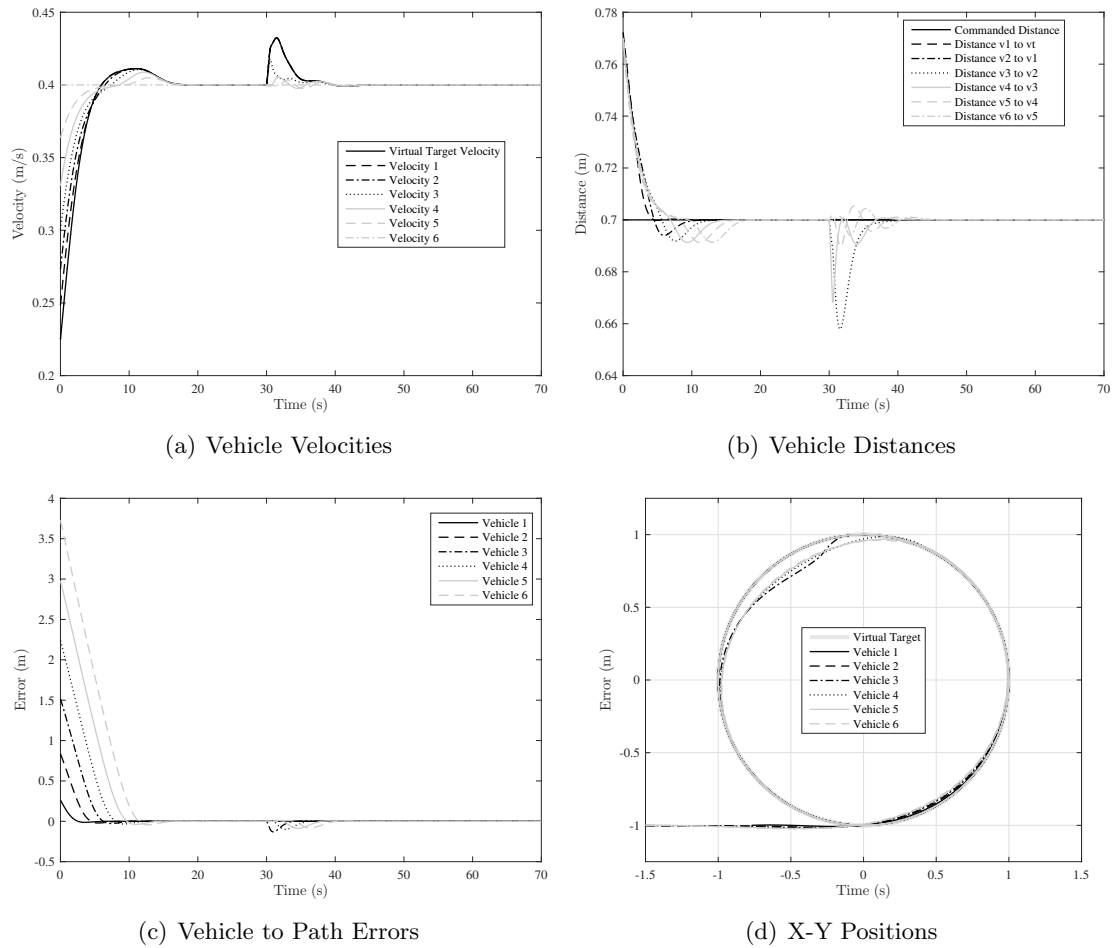 0.45
0.4
0.35
0.3
0.25
0.2
Velocity (m/s)
Virtual Target Velocity
Velocity 1
Velocity 2
Velocity 3
Velocity 4
Velocity 5
Velocity 6
0 10 20 30 40 50 60 70
Time (s)
(a) Vehicle Velocities
0.78
0.76
0.74
0.72
0.7
0.68
0.66
0.64
Distance (m)
Commanded Distance
Distance v1 to vt
Distance v2 to v1
Distance v3 to v2
Distance v4 to v3
Distance v5 to v4
Distance v6 to v5
0 10 20 30 40 50 60 70
Time (s)
(b) Vehicle Distances
4
3.5
3
2.5
2
1.5
1
0.5
0
-0.5
Error (m)
Vehicle 1
Vehicle 2
Vehicle 3
Vehicle 4
Vehicle 5
Vehicle 6
0 10 20 30 40 50 60 70
Time (s)
(c) Vehicle to Path Errors
1
0.5
0
-0.5
-1
Error (m)
Virtual Target
Vehicle 1
Vehicle 2
Vehicle 3
Vehicle 4
Vehicle 5
Vehicle 6
-1.5 -1 -0.5 0 0.5 1 1.5
Time (s)
(d) X-Y Positions